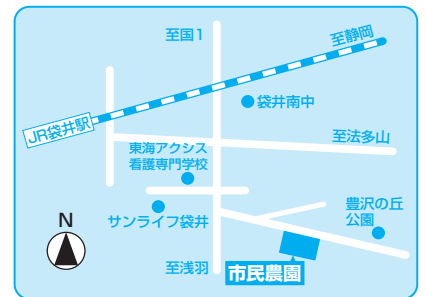 至国1
至静岡
JR袋井駅
袋井南中
至法多山
東海アクシス
看護専門学校
豊沢の丘
公園
サンライフ袋井
N
至浅羽
市民農園